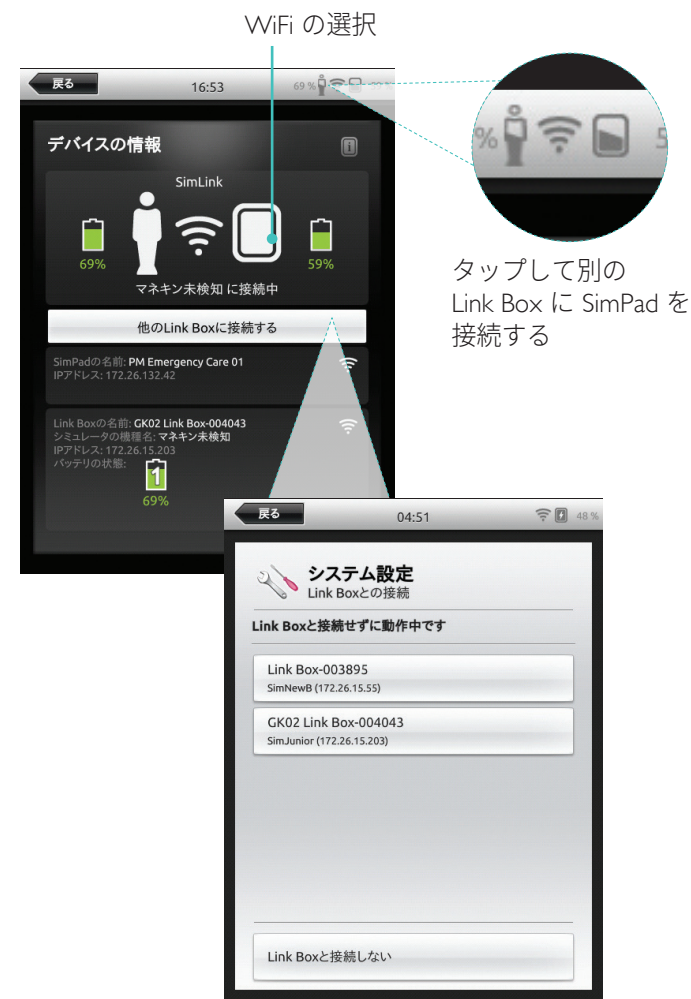 WiFi の選択
戻る
16:53
69 %
デバイスの情報
SimLink
69%
59%
マネキン未検知 に接続中
他のLink Boxに接続する
SimPadの名前: PM Emergency Care 01
IPアドレス: 172.26.132.42
Link Boxの名前: GK02 Link Box-004043
シミュレータの機種名: マネキン未検知
IPアドレス: 172.26.15.203
バッテリの状態:
1
69%
%
5
タップして別の
Link Box に SimPad を
接続する
戻る
04:51
48 %
システム設定
Link Boxとの接続
Link Boxと接続せずに動作中です
Link Box-003895
SimNewB (172.26.15.55)
GK02 Link Box-004043
SimJunior (172.26.15.203)
Link Boxと接続しない